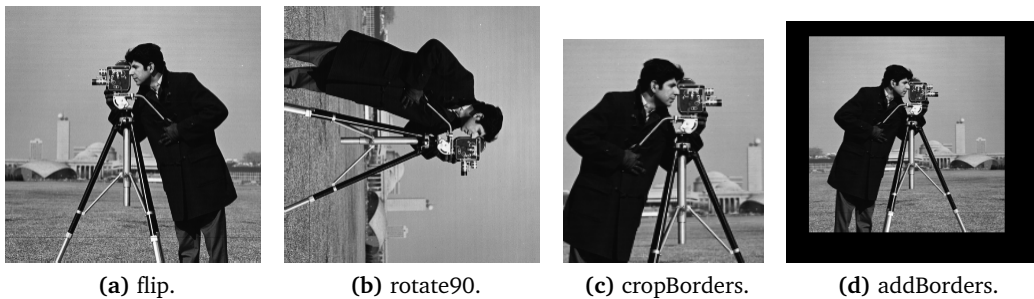 (a) flip.
(b) rotate90.
(c) cropBorders.
(d) addBorders.